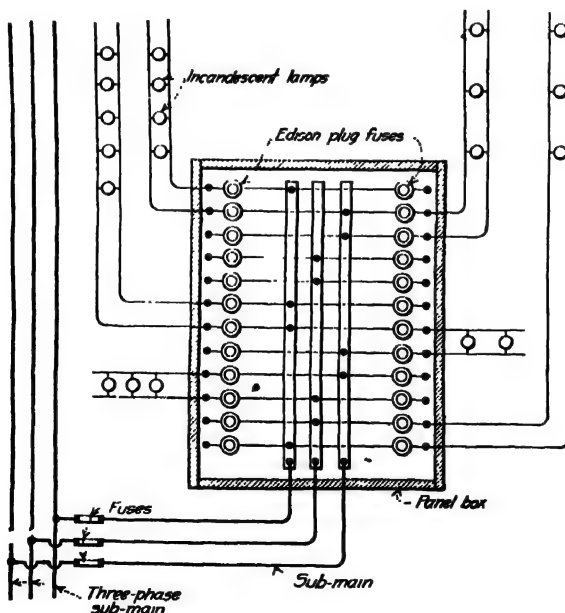 Incandescent lamps
Edison plug fuses
Fuses
Panel box
Sub-main
Three-phase
sub-main